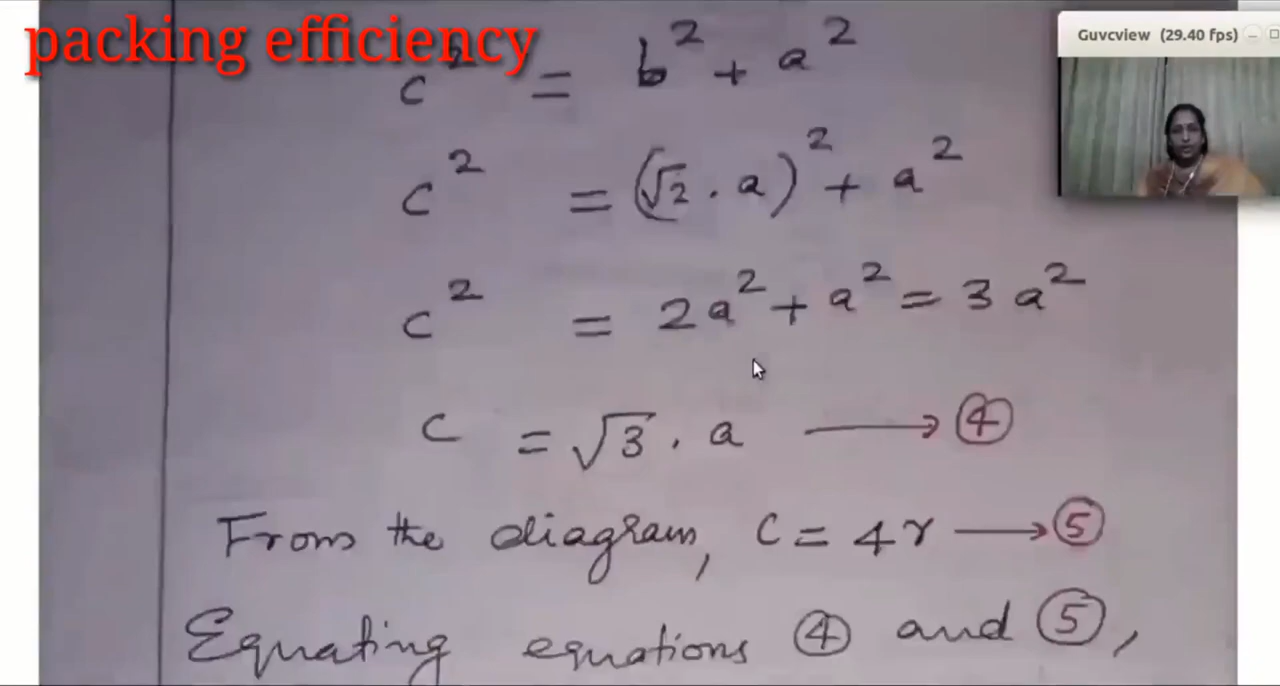 packing efficiency
Guvcview (29.40 fps)
c² = b² + a²
c² = (√2 . a)² + a²
c² = 2a² + a² = 3a²
c = √3 . a → ④
From the diagram, c = 4r → ⑤
Equating equations ④ and ⑤,